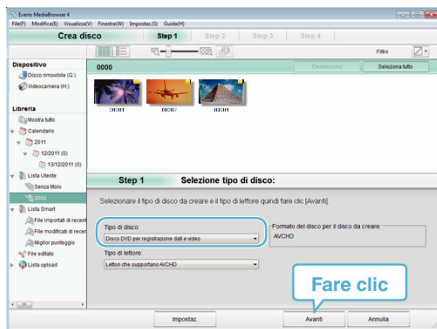 Everio MediaBrowser 4
File(F) Modifica(E) Visualizza(V) Finestra(W) Impostaz.(S) Guida(H)
Crea disco Step 1 Step 2 Step 3 Step 4
Filtro
Dispositivo
0000
Deseleziona
Seleziona tutto
Disco rimovibile (G:)
Videocamera (H:)
Libreria
Mostra tutto
Calendario
2011
12/2011 (0)
13/12/2011 (0)
Lista Utente
Senza titolo
0000
Lista Smart
File importati di recent
File modificati di recen
Miglior punteggio
File editato
Lista upload
Step 1 Selezione tipo di disco:
Selezionare il tipo di disco da creare e il tipo di lettore quindi fare clic [Avanti].
Tipo di disco:
Disco DVD per registrazione dati e video
Formato del disco per il disco da creare:
AVCHD
Tipo di lettore:
Lettori che supportano AVCHD
Fare clic
Impostaz.
Avanti
Annulla